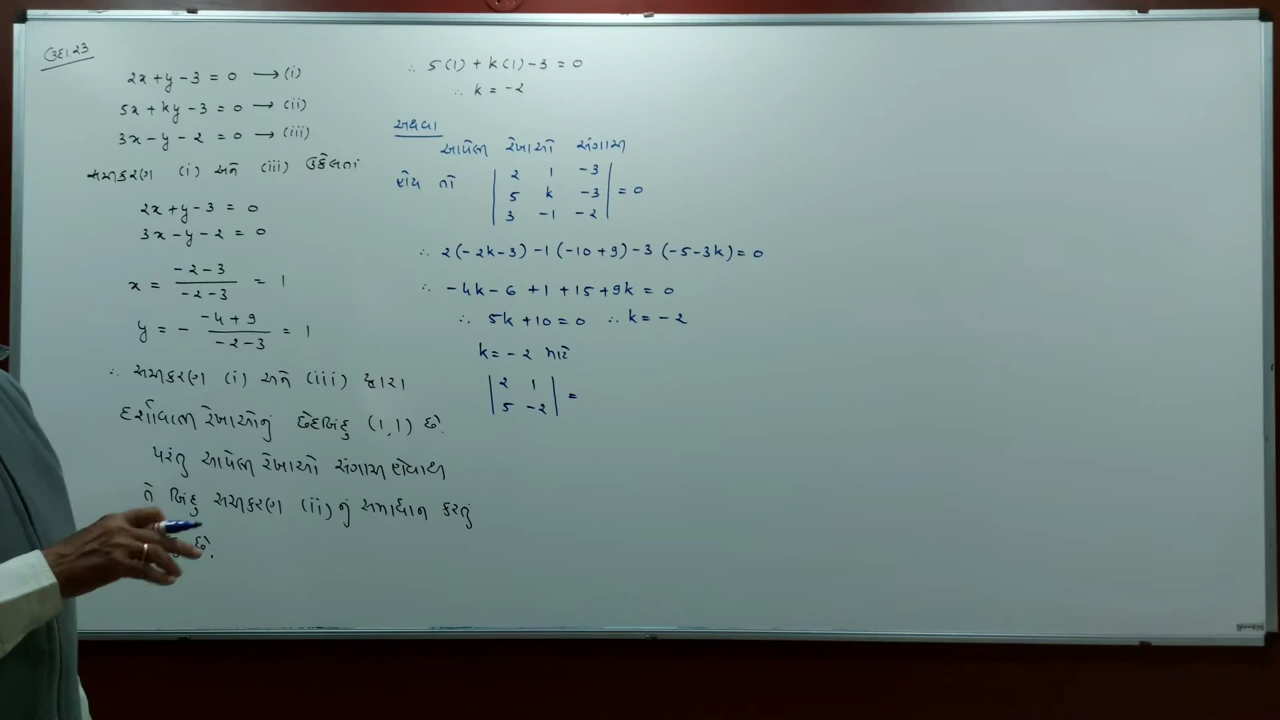 ઉદા.23
2x + y - 3 = 0 ⟶ (i)
5x + ky - 3 = 0 ⟶ (ii)
3x - y - 2 = 0 ⟶ (iii)
સમીકરણ (i) અને (iii) ઉકેલતાં
2x + y - 3 = 0
3x - y - 2 = 0
x = \frac{-2-3}{-2-3} = 1
y = - \frac{-4+9}{-2-3} = 1
∴ સમીકરણ (i) અને (iii) દ્વારા
દર્શાવાતી રેખાઓનું છેદબિંદુ (1,1) છે.
પરંતુ આપેલી રેખાઓ સંગામી હોવાથી
તે બિંદુ સમીકરણ (ii) નું સમાધાન કરતું
છે.
∴ 5(1) + k(1) - 3 = 0
∴ k = -2
અથવા
આપેલી રેખાઓ સંગામી
હોય તો | 2 1 -3 |
| 5 k -3 | = 0
| 3 -1 -2 |
∴ 2(-2k-3) -1(-10+9) -3(-5-3k) = 0
∴ -4k - 6 + 1 + 15 + 9k = 0
∴ 5k + 10 = 0 ∴ k = -2
k = -2 માટે
| 2 1 | =
| 5 -2 |